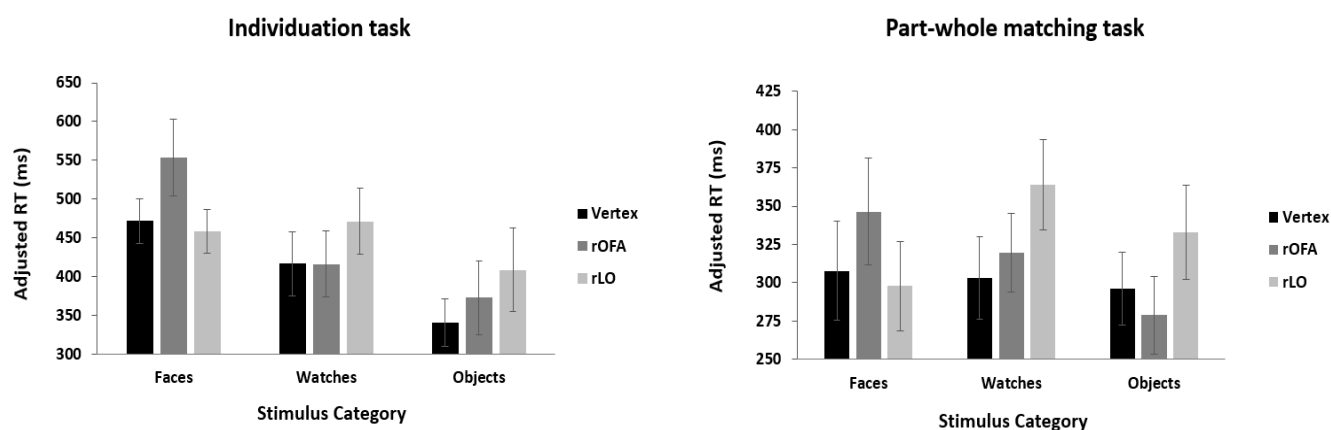 Individuation task
Adjusted RT (ms)
650
600
550
500
450
400
350
300
Faces
Watches
Objects
Stimulus Category
Vertex
rOFA
rLO
Part-whole matching task
Adjusted RT (ms)
425
400
375
350
325
300
275
250
Faces
Watches
Objects
Stimulus Category
Vertex
rOFA
rLO